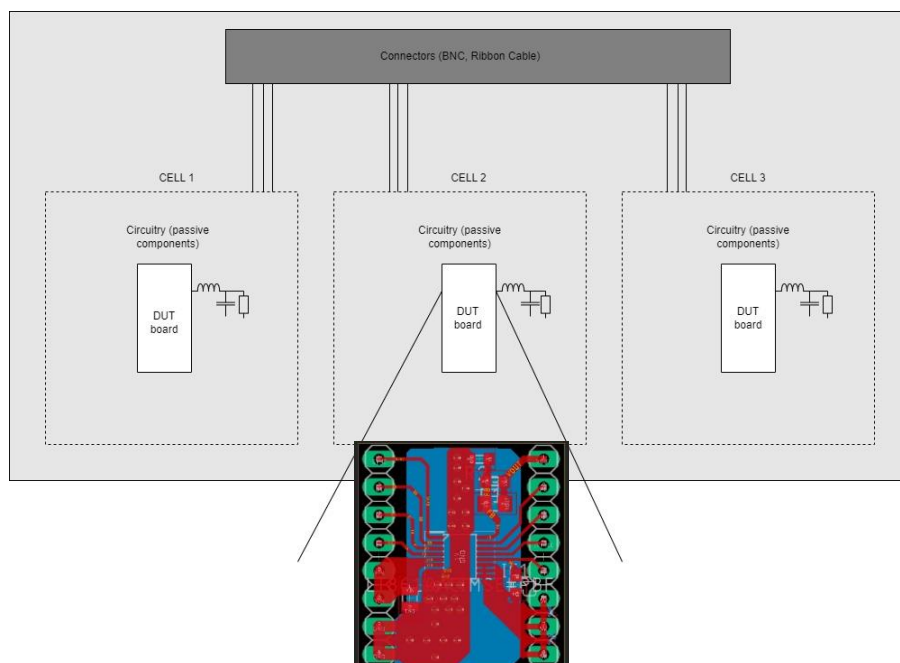 Connectors (BNC, Ribbon Cable)
CELL 1
CELL 2
CELL 3
Circuitry (passive
components)
Circuitry (passive
components)
Circuitry (passive
components)
DUT
board
DUT
board
DUT
board